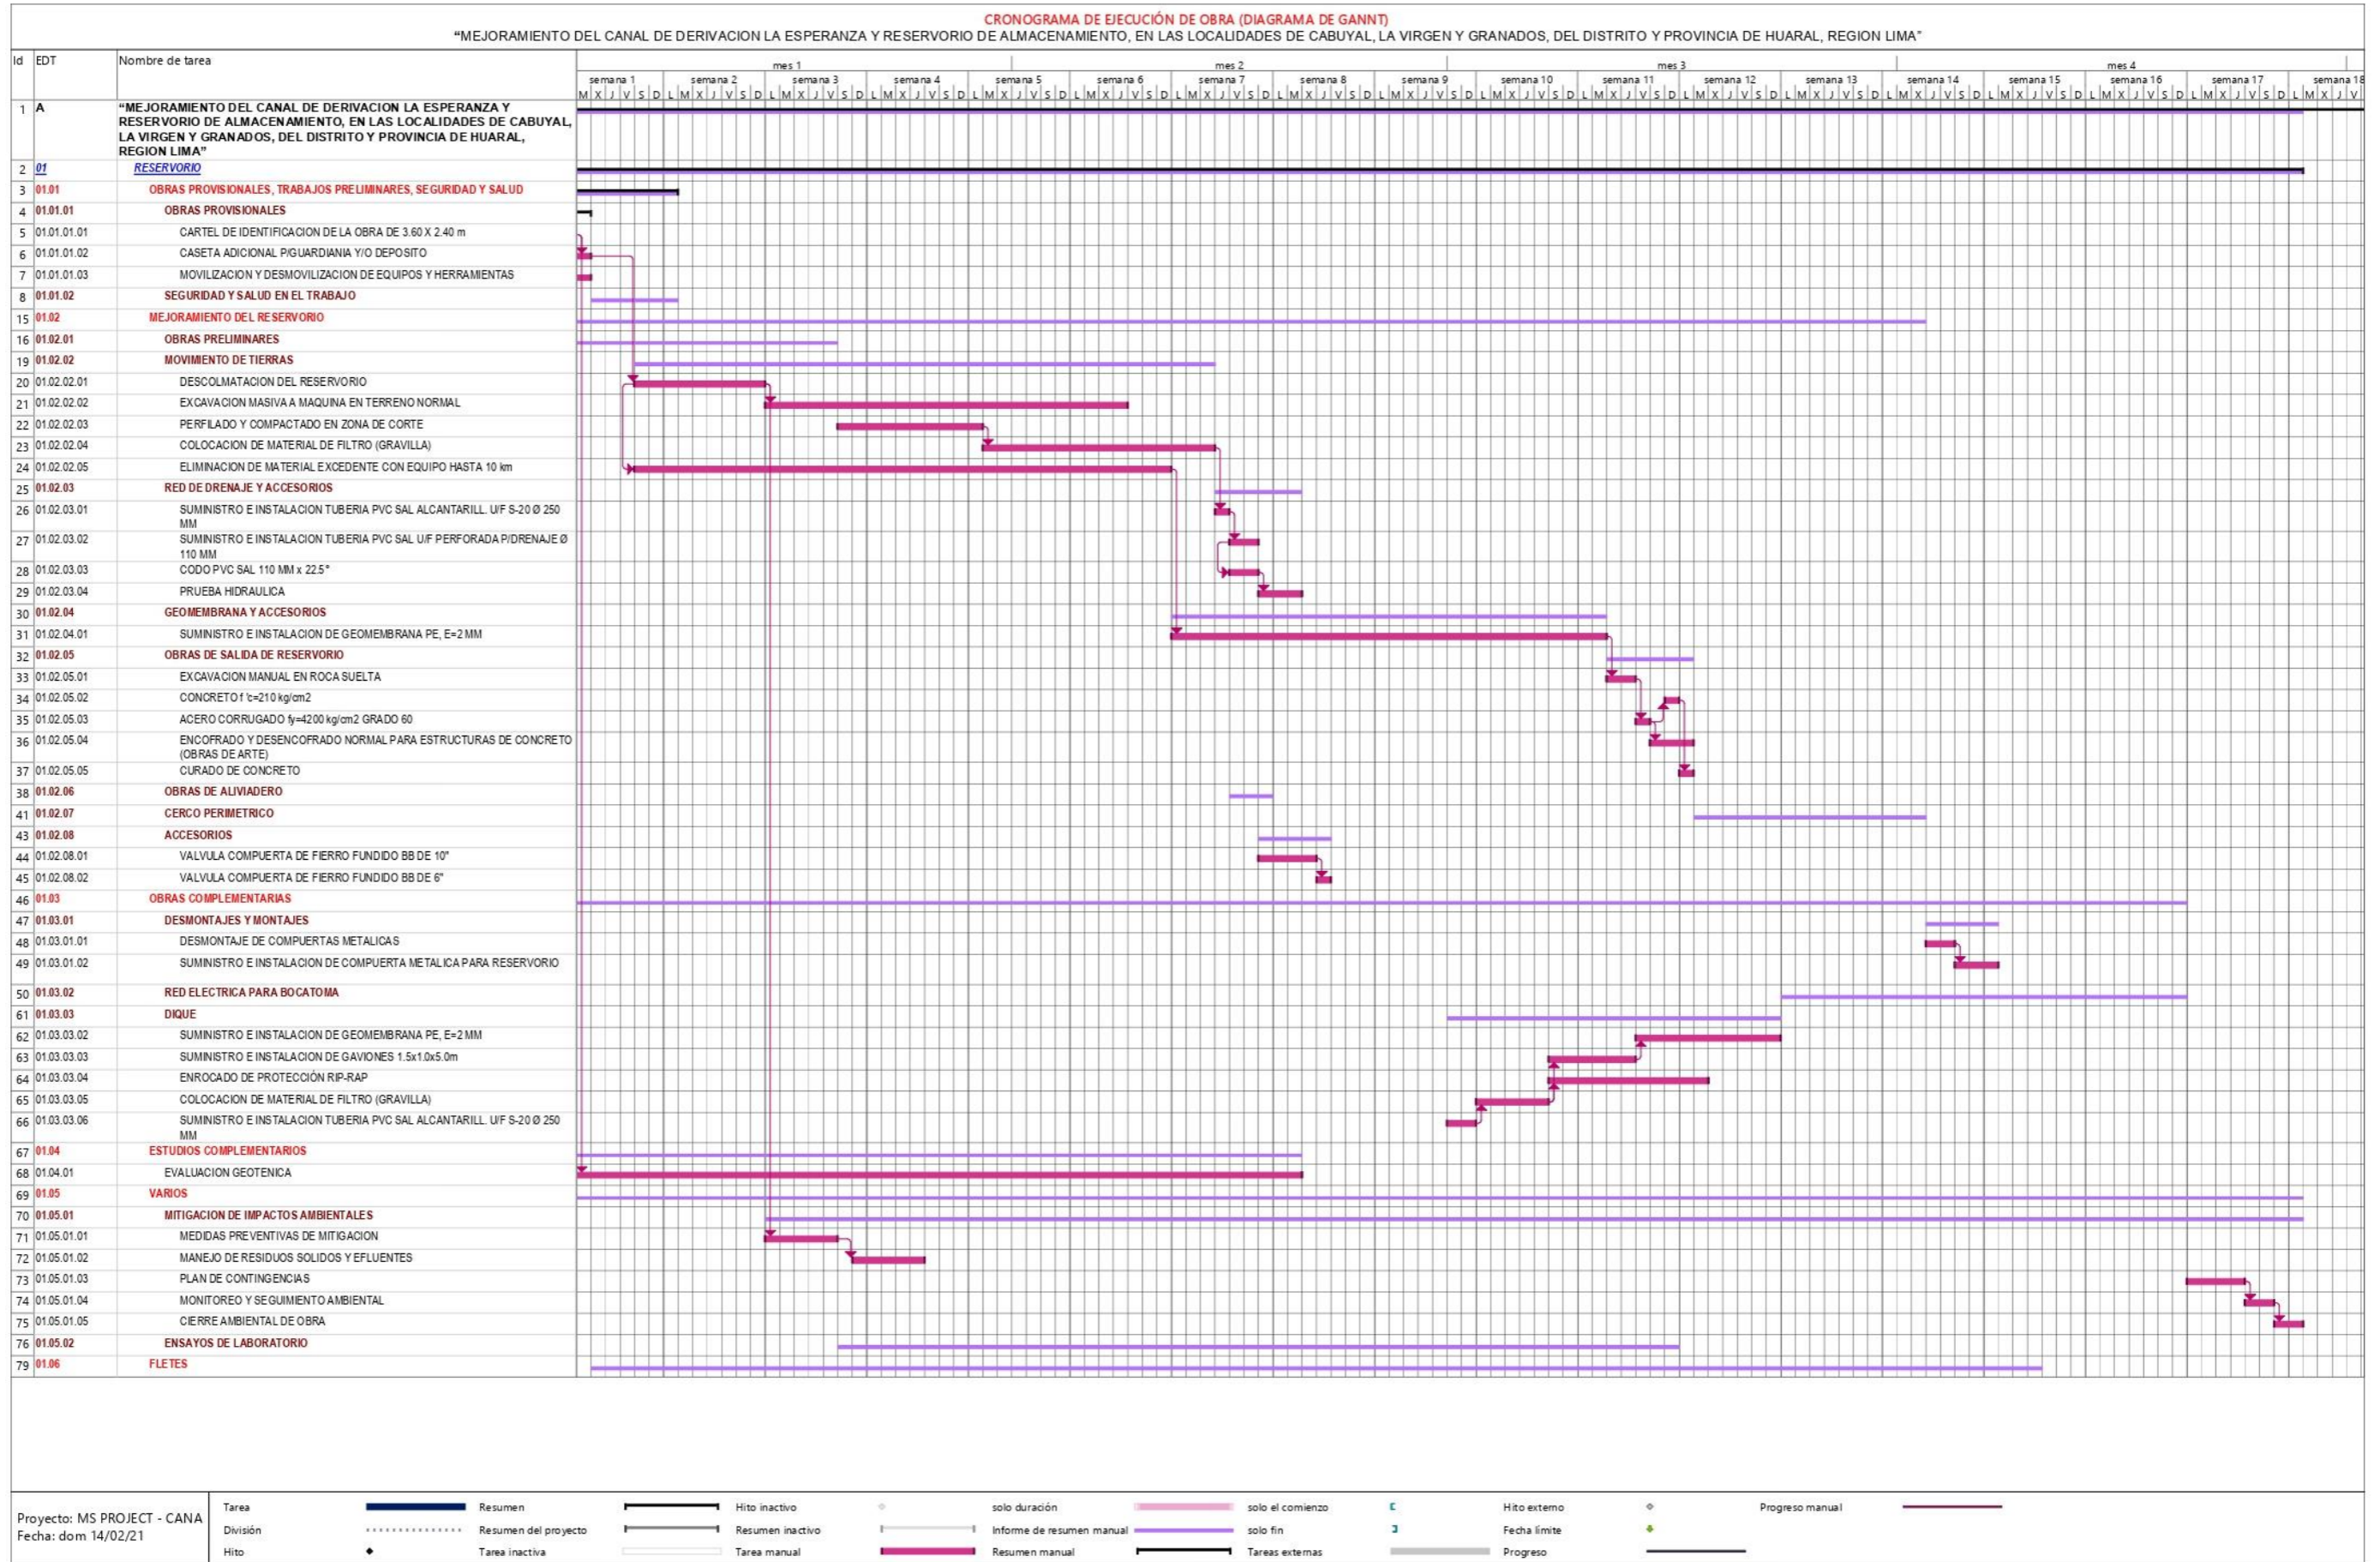 CRONOGRAMA DE EJECUCIÓN DE OBRA (DIAGRAMA DE GANNT)
“MEJORAMIENTO DEL CANAL DE DERIVACION LA ESPERANZA Y RESERVORIO DE ALMACENAMIENTO, EN LAS LOCALIDADES DE CABUYAL, LA VIRGEN Y GRANADOS, DEL DISTRITO Y PROVINCIA DE HUARAL, REGION LIMA”
Id EDT Nombre de tarea
mes 1 mes 2 mes 3 mes 4
semana 1 semana 2 semana 3 semana 4 semana 5 semana 6 semana 7 semana 8 semana 9 semana 10 semana 11 semana 12 semana 13 semana 14 semana 15 semana 16 semana 17 semana 18
M X J V S D L M X J V S D L M X J V S D L M X J V S D L M X J V S D L M X J V S D L M X J V S D L M X J V S D L M X J V S D L M X J V S D L M X J V S D L M X J V S D L M X J V S D L M X J V S D L M X J V S D L M X J V S D L M X J V S D L M X J V
1 A “MEJORAMIENTO DEL CANAL DE DERIVACION LA ESPERANZA Y
RESERVORIO DE ALMACENAMIENTO, EN LAS LOCALIDADES DE CABUYAL,
LA VIRGEN Y GRANADOS, DEL DISTRITO Y PROVINCIA DE HUARAL,
REGION LIMA”
2 01 RESERVORIO
3 01.01 OBRAS PROVISIONALES, TRABAJOS PRELIMINARES, SEGURIDAD Y SALUD
4 01.01.01 OBRAS PROVISIONALES
5 01.01.01.01 CARTEL DE IDENTIFICACION DE LA OBRA DE 3.60 X 2.40 m
6 01.01.01.02 CASETA ADICIONAL P/GUARDIANIA Y/O DEPOSITO
7 01.01.01.03 MOVILIZACION Y DESMOVILIZACION DE EQUIPOS Y HERRAMIENTAS
8 01.01.02 SEGURIDAD Y SALUD EN EL TRABAJO
15 01.02 MEJORAMIENTO DEL RESERVORIO
16 01.02.01 OBRAS PRELIMINARES
19 01.02.02 MOVIMIENTO DE TIERRAS
20 01.02.02.01 DESCOLMATACION DEL RESERVORIO
21 01.02.02.02 EXCAVACION MASIVA A MAQUINA EN TERRENO NORMAL
22 01.02.02.03 PERFILADO Y COMPACTADO EN ZONA DE CORTE
23 01.02.02.04 COLOCACION DE MATERIAL DE FILTRO (GRAVILLA)
24 01.02.02.05 ELIMINACION DE MATERIAL EXCEDENTE CON EQUIPO HASTA 10 km
25 01.02.03 RED DE DRENAJE Y ACCESORIOS
26 01.02.03.01 SUMINISTRO E INSTALACION TUBERIA PVC SAL ALCANTARILL. U/F S-20 Ø 250
MM
27 01.02.03.02 SUMINISTRO E INSTALACION TUBERIA PVC SAL U/F PERFORADA P/DRENAJE Ø
110 MM
28 01.02.03.03 CODO PVC SAL 110 MM x 22.5°
29 01.02.03.04 PRUEBA HIDRAULICA
30 01.02.04 GEOMEMBRANA Y ACCESORIOS
31 01.02.04.01 SUMINISTRO E INSTALACION DE GEOMEMBRANA PE, E=2 MM
32 01.02.05 OBRAS DE SALIDA DE RESERVORIO
33 01.02.05.01 EXCAVACION MANUAL EN ROCA SUELTA
34 01.02.05.02 CONCRETO f 'c=210 kg/cm2
35 01.02.05.03 ACERO CORRUGADO fy=4200 kg/cm2 GRADO 60
36 01.02.05.04 ENCOFRADO Y DESENCOFRADO NORMAL PARA ESTRUCTURAS DE CONCRETO
(OBRAS DE ARTE)
37 01.02.05.05 CURADO DE CONCRETO
38 01.02.06 OBRAS DE ALIVIADERO
41 01.02.07 CERCO PERIMETRICO
43 01.02.08 ACCESORIOS
44 01.02.08.01 VALVULA COMPUERTA DE FIERRO FUNDIDO BB DE 10"
45 01.02.08.02 VALVULA COMPUERTA DE FIERRO FUNDIDO BB DE 6"
46 01.03 OBRAS COMPLEMENTARIAS
47 01.03.01 DESMONTAJES Y MONTAJES
48 01.03.01.01 DESMONTAJE DE COMPUERTAS METALICAS
49 01.03.01.02 SUMINISTRO E INSTALACION DE COMPUERTA METALICA PARA RESERVORIO
50 01.03.02 RED ELECTRICA PARA BOCATOMA
61 01.03.03 DIQUE
62 01.03.03.02 SUMINISTRO E INSTALACION DE GEOMEMBRANA PE, E=2 MM
63 01.03.03.03 SUMINISTRO E INSTALACION DE GAVIONES 1.5x1.0x5.0m
64 01.03.03.04 ENROCADO DE PROTECCIÓN RIP-RAP
65 01.03.03.05 COLOCACION DE MATERIAL DE FILTRO (GRAVILLA)
66 01.03.03.06 SUMINISTRO E INSTALACION TUBERIA PVC SAL ALCANTARILL. U/F S-20 Ø 250
MM
67 01.04 ESTUDIOS COMPLEMENTARIOS
68 01.04.01 EVALUACION GEOTENICA
69 01.05 VARIOS
70 01.05.01 MITIGACION DE IMPACTOS AMBIENTALES
71 01.05.01.01 MEDIDAS PREVENTIVAS DE MITIGACION
72 01.05.01.02 MANEJO DE RESIDUOS SOLIDOS Y EFLUENTES
73 01.05.01.03 PLAN DE CONTINGENCIAS
74 01.05.01.04 MONITOREO Y SEGUIMIENTO AMBIENTAL
75 01.05.01.05 CIERRE AMBIENTAL DE OBRA
76 01.05.02 ENSAYOS DE LABORATORIO
79 01.06 FLETES
Proyecto: MS PROJECT - CANA
Fecha: dom 14/02/21
Tarea Resumen Hito inactivo solo duración solo el comienzo Hito externo Progreso manual
División Resumen del proyecto Resumen inactivo Informe de resumen manual solo fin Fecha límite
Hito Tarea inactiva Tarea manual Resumen manual Tareas externas Progreso